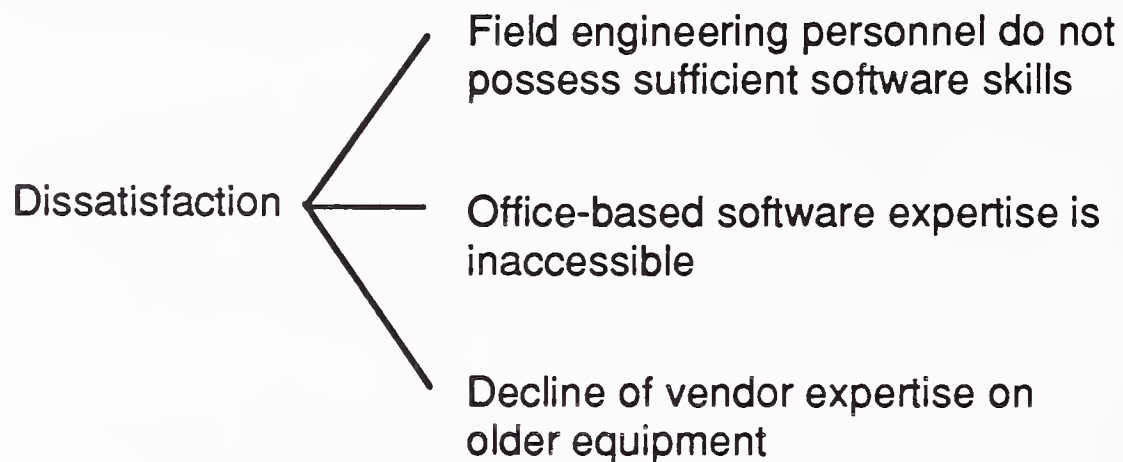 Field engineering personnel do not
possess sufficient software skills
Dissatisfaction
Office-based software expertise is
inaccessible
Decline of vendor expertise on
older equipment